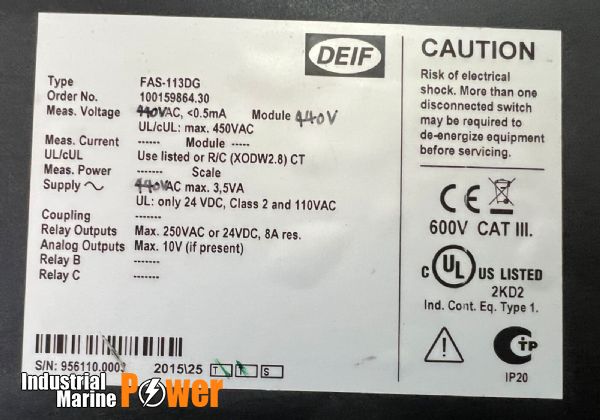 DEIF
Type FAS-113DG
Order No. 100159864.30
Meas. Voltage 440VAC, <0.5mA Module 440V
UL/cUL: max. 450VAC
Meas. Current ------ Module -----
UL/cUL Use listed or R/C (XODW2.8) CT
Meas. Power ------- Scale
Supply ~ 440VAC max. 3,5VA
UL: only 24 VDC, Class 2 and 110VAC
Coupling -------
Relay Outputs Max. 250VAC or 24VDC, 8A res.
Analog Outputs Max. 10V (if present)
Relay B -------
Relay C -------
S/N: 956110.0003 2015\25 T R S
CAUTION
Risk of electrical
shock. More than one
disconnected switch
may be required to
de-energize equipment
before servicing.
CE
600V CAT III.
C UL US LISTED
2KD2
Ind. Cont. Eq. Type 1.
CTP
IP20
Industrial
Marine Power